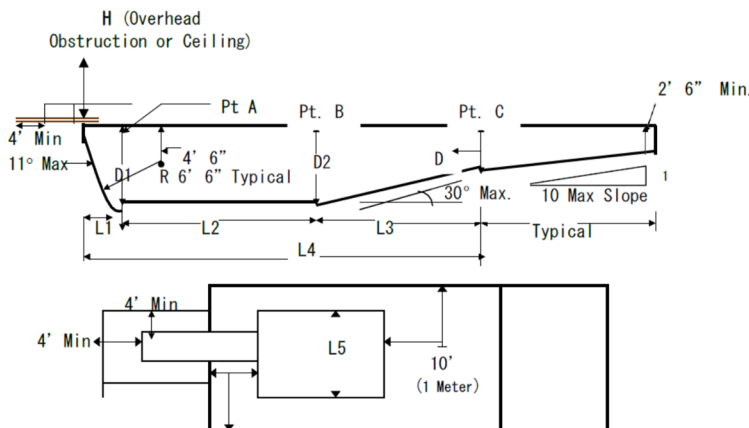 H (Overhead
Obstruction or Ceiling)
Pt A
Pt. B
Pt. C
2' 6" Min.
4' Min
11° Max
D1
4' 6"
R 6' 6" Typical
D2
D
30° Max.
1
10 Max Slope
L1
L2
L3
Typical
L4
4' Min
4' Min
L5
10'
(1 Meter)